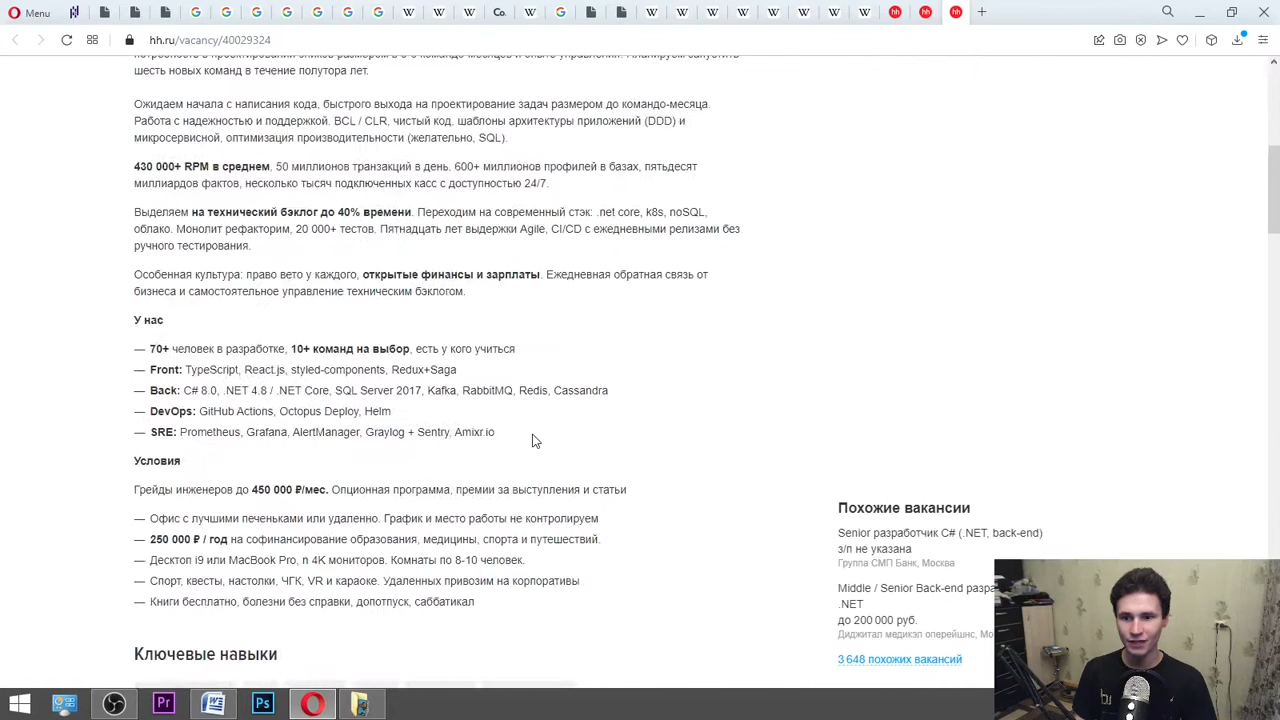 Menu
Co.
hh
hh
hh
hh.ru/vacancy/40029324
шесть новых команд в течение полутора лет.
Ожидаем начала с написания кода, быстрого выхода на проектирование задач размером до командо-месяца.
Работа с надежностью и поддержкой. BCL / CLR, чистый код, шаблоны архитектуры приложений (DDD) и
микросервисной, оптимизация производительности (желательно, SQL).
430 000+ RPM в среднем, 50 миллионов транзакций в день. 600+ миллионов профилей в базах, пятьдесят
миллиардов фактов, несколько тысяч подключенных касс с доступностью 24/7.
Выделяем на технический бэклог до 40% времени. Переходим на современный стэк: .net core, k8s, noSQL,
облако. Монолит рефакторим, 20 000+ тестов. Пятнадцать лет выдержки Agile, CI/CD с ежедневными релизами без
ручного тестирования.
Особенная культура: право вето у каждого, открытые финансы и зарплаты. Ежедневная обратная связь от
бизнеса и самостоятельное управление техническим бэклогом.
У нас
— 70+ человек в разработке, 10+ команд на выбор, есть у кого учиться
— Front: TypeScript, React.js, styled-components, Redux+Saga
— Back: C# 8.0, .NET 4.8 / .NET Core, SQL Server 2017, Kafka, RabbitMQ, Redis, Cassandra
— DevOps: GitHub Actions, Octopus Deploy, Helm
— SRE: Prometheus, Grafana, AlertManager, Graylog + Sentry, Amixr.io
Условия
Грейды инженеров до 450 000 ₽/мес. Опционная программа, премии за выступления и статьи
— Офис с лучшими печеньками или удаленно. График и место работы не контролируем
— 250 000 ₽ / год на софинансирование образования, медицины, спорта и путешествий.
— Десктоп i9 или MacBook Pro, n 4K мониторов. Комнаты по 8-10 человек.
— Спорт, квесты, настолки, ЧГК, VR и караоке. Удаленных привозим на корпоративы
— Книги бесплатно, болезни без справки, допотпуск, саббатикал
Ключевые навыки
Похожие вакансии
Senior разработчик C# (.NET, back-end)
з/п не указана
Группа СМП Банк, Москва
Middle / Senior Back-end разра
.NET
до 200 000 руб.
Диджитал медикэл оперейшнс, Мо
3 648 похожих вакансий
Pr
Ps